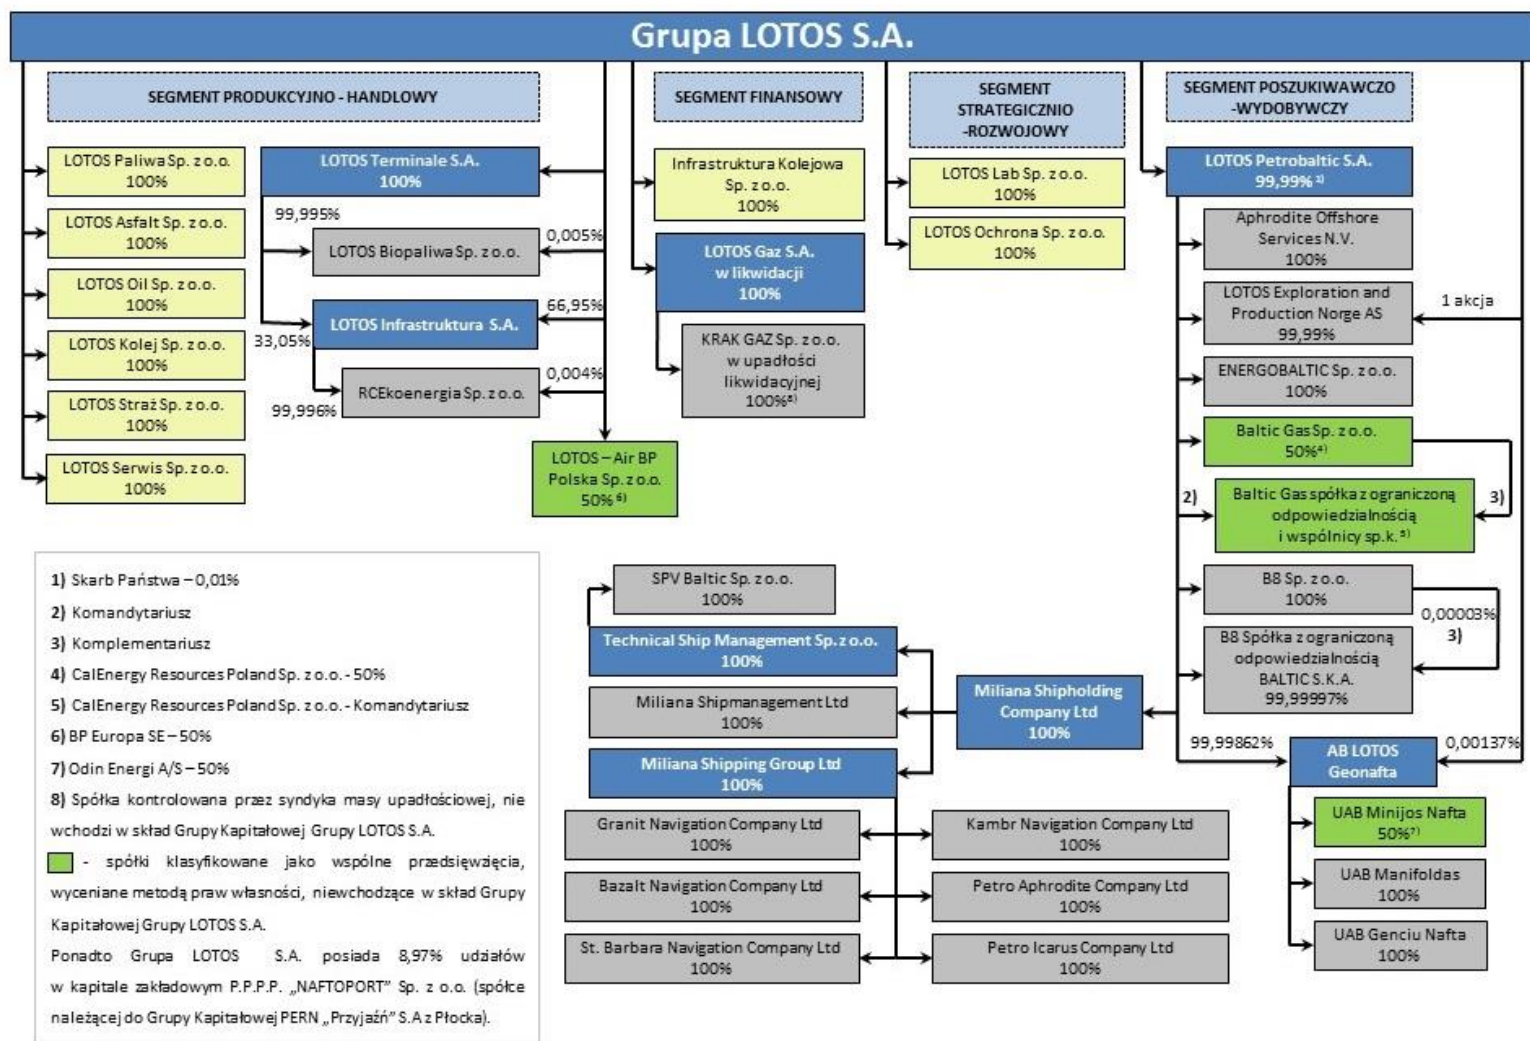 Grupa LOTOS S.A.
SEGMENT PRODUKCYJNO - HANDLOWY
LOTOS Paliwa Sp. z o.o.
100%
LOTOS Asfalt Sp. z o.o.
100%
LOTOS Oil Sp. z o.o.
100%
LOTOS Kolej Sp. z o.o.
100%
LOTOS Straż Sp. z o.o.
100%
LOTOS Serwis Sp. z o.o.
100%
LOTOS Terminale S.A.
100%
99,995%
0,005%
LOTOS Biopaliwa Sp. z o.o.
66,95%
LOTOS Infrastruktura S.A.
33,05%
0,004%
RCEkoenergia Sp. z o.o.
99,996%
LOTOS – Air BP
Polska Sp. z o.o.
50% 6)
SEGMENT FINANSOWY
Infrastruktura Kolejowa
Sp. z o.o.
100%
LOTOS Gaz S.A.
w likwidacji
100%
KRAK GAZ Sp. z o.o.
w upadłości
likwidacyjnej
100%8)
SEGMENT
STRATEGICZNIO
-ROZWOJOWY
LOTOS Lab Sp. z o.o.
100%
LOTOS Ochrona Sp. z o.o.
100%
SEGMENT POSZUKIWAWCZO
-WYDOBYWCZY
LOTOS Petrobaltic S.A.
99,99% 1)
Aphrodite Offshore
Services N.V.
100%
LOTOS Exploration and
Production Norge AS
99,99%
1 akcja
ENERGOBALTIC Sp. z o.o.
100%
Baltic Gas Sp. z o.o.
50%4)
2)
3)
Baltic Gas spółka z ograniczoną
odpowiedzialnością
i wspólnicy sp.k. 5)
B8 Sp. z o.o.
100%
0,00003%
3)
B8 Spółka z ograniczoną
odpowiedzialnością
BALTIC S.K.A.
99,99997%
99,99862%
0,00137%
AB LOTOS
Geonafta
UAB Minijos Nafta
50%7)
UAB Manifoldas
100%
UAB Genciu Nafta
100%
Miliana Shipholding
Company Ltd
100%
SPV Baltic Sp. z o.o.
100%
Technical Ship Management Sp. z o.o.
100%
Miliana Shipmanagement Ltd
100%
Miliana Shipping Group Ltd
100%
Granit Navigation Company Ltd
100%
Kambr Navigation Company Ltd
100%
Bazalt Navigation Company Ltd
100%
Petro Aphrodite Company Ltd
100%
St. Barbara Navigation Company Ltd
100%
Petro Icarus Company Ltd
100%
1) Skarb Państwa – 0,01%
2) Komandytariusz
3) Komplementariusz
4) CalEnergy Resources Poland Sp. z o.o. - 50%
5) CalEnergy Resources Poland Sp. z o.o. - Komandytariusz
6) BP Europa SE – 50%
7) Odin Energi A/S – 50%
8) Spółka kontrolowana przez syndyka masy upadłościowej, nie
wchodzi w skład Grupy Kapitałowej Grupy LOTOS S.A.
- spółki klasyfikowane jako wspólne przedsięwzięcia,
wyceniane metodą praw własności, niewchodzące w skład Grupy
Kapitałowej Grupy LOTOS S.A.
Ponadto Grupa LOTOS S.A. posiada 8,97% udziałów
w kapitale zakładowym P.P.P.P. „NAFTOPORT” Sp. z o.o. (spółce
należącej do Grupy Kapitałowej PERN „Przyjaźń” S.A z Płocka).